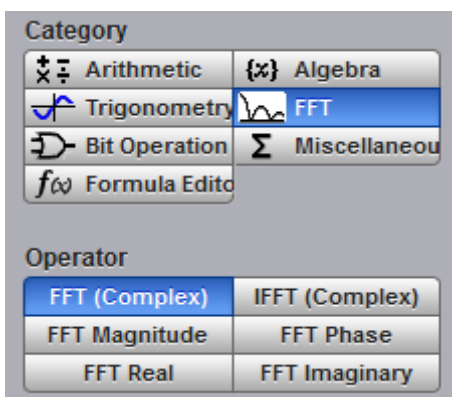 Category
Arithmetic {x} Algebra
Trigonometry FFT
Bit Operation Σ Miscellaneou
f(x) Formula Edito
Operator
FFT (Complex) IFFT (Complex)
FFT Magnitude FFT Phase
FFT Real FFT Imaginary